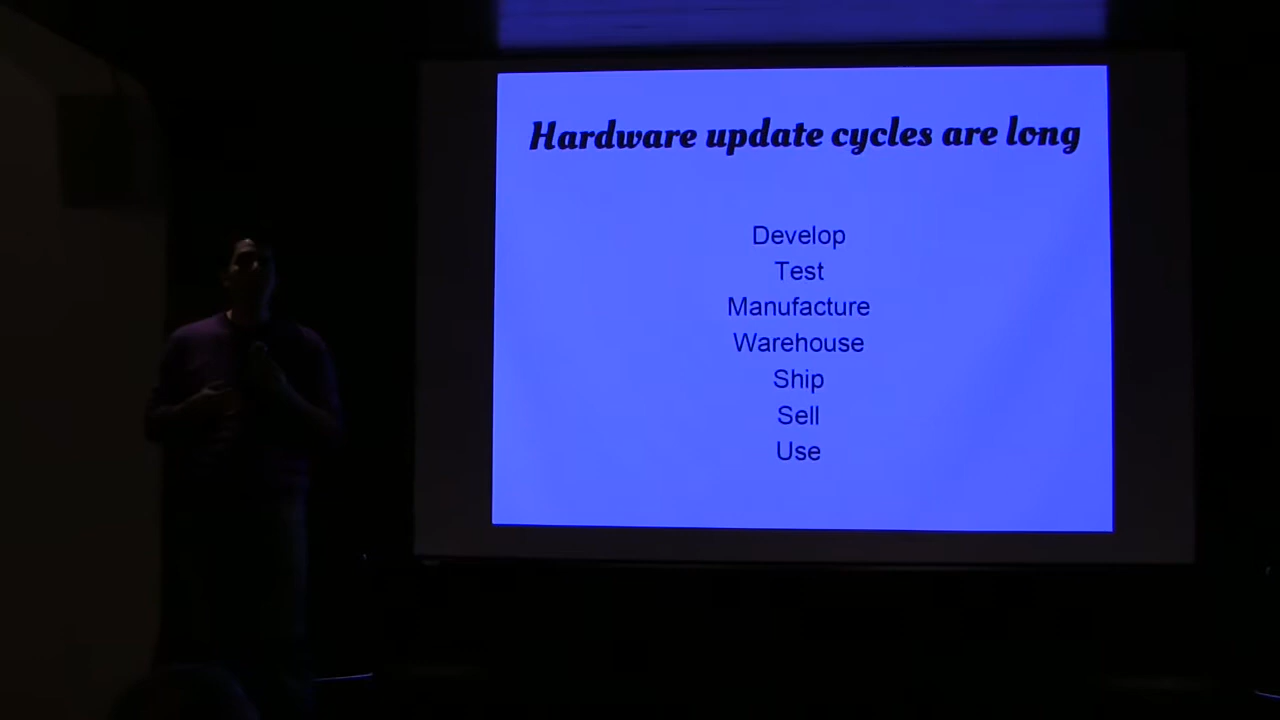 Hardware update cycles are long
Develop
Test
Manufacture
Warehouse
Ship
Sell
Use